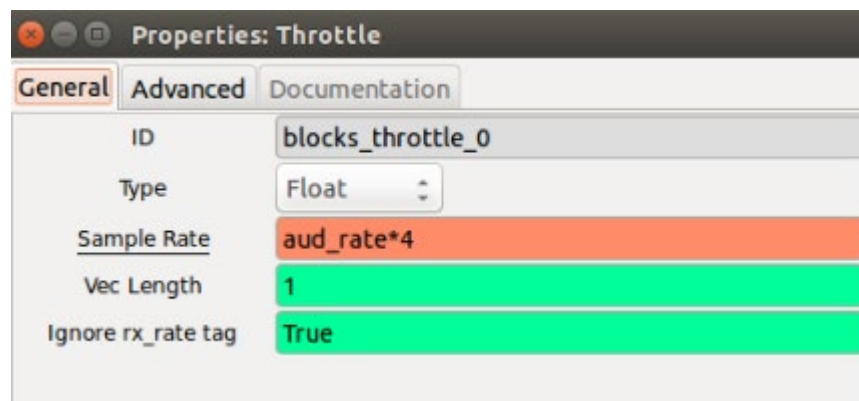 Properties: Throttle
General Advanced Documentation
ID blocks_throttle_0
Type Float
Sample Rate aud_rate*4
Vec Length 1
Ignore rx_rate tag True